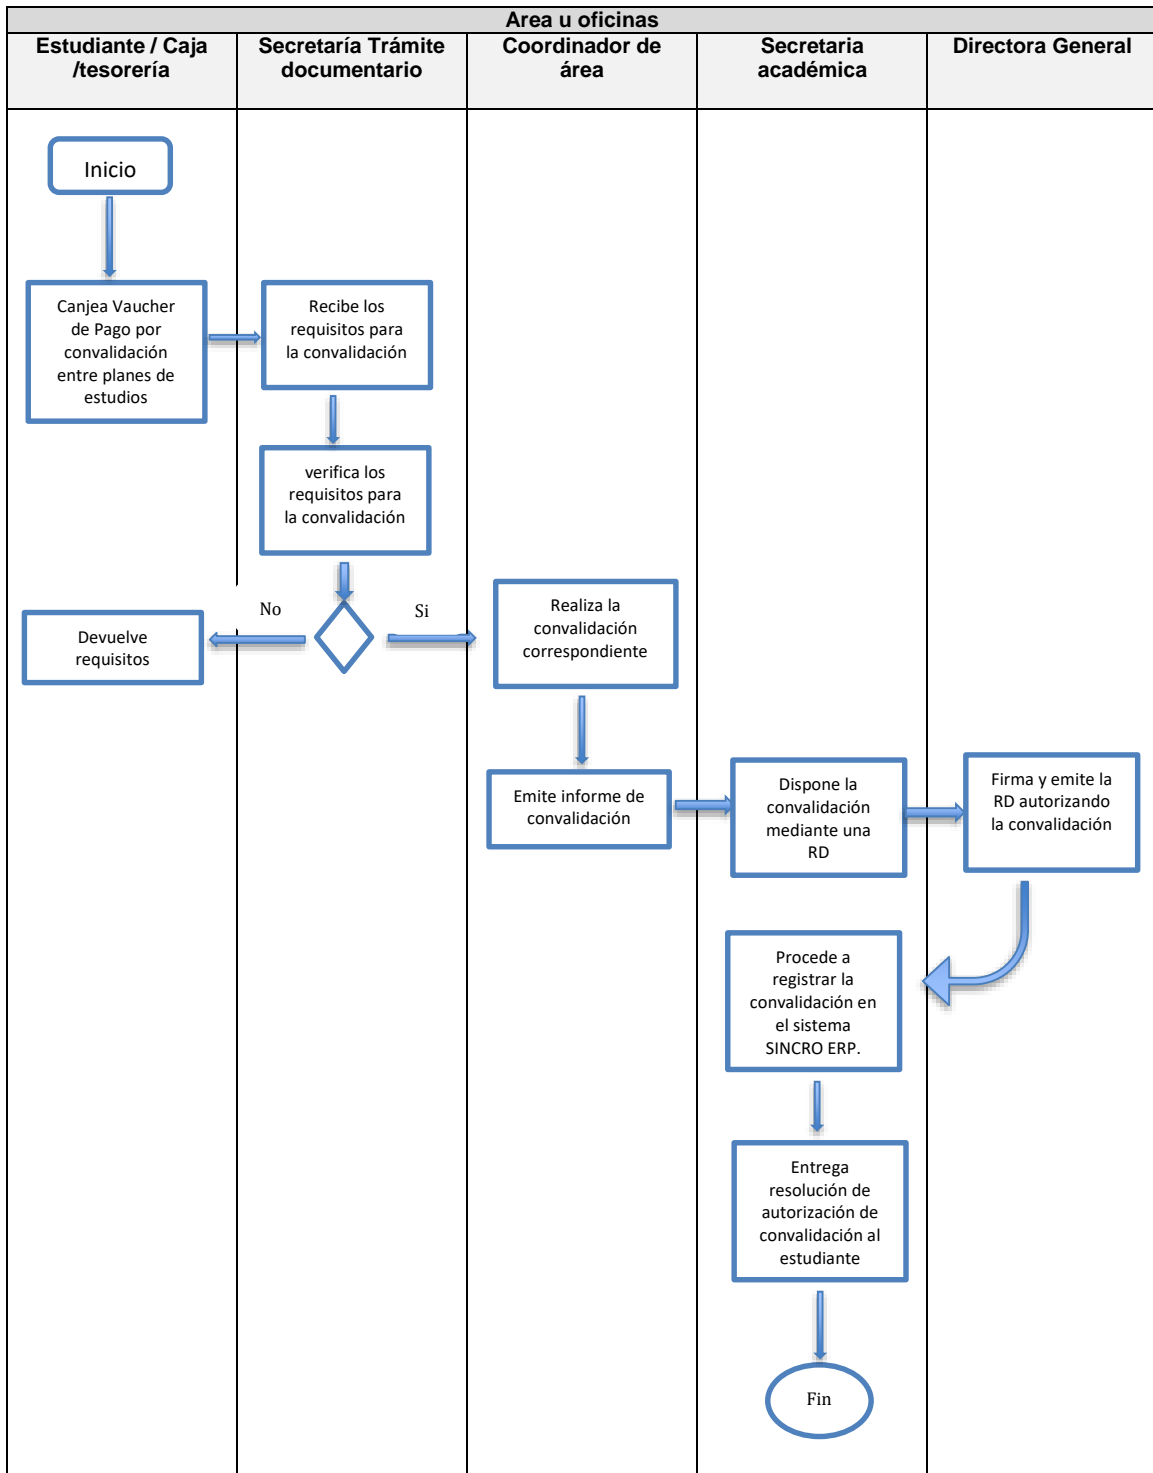 Area u oficinas
Estudiante / Caja
/tesorería
Secretaría Trámite
documentario
Coordinador de
área
Secretaria
académica
Directora General
Inicio
Canjea Vaucher
de Pago por
convalidación
entre planes de
estudios
Recibe los
requisitos para
la convalidación
verifica los
requisitos para
la convalidación
No
Si
Devuelve
requisitos
Realiza la
convalidación
correspondiente
Emite informe de
convalidación
Dispone la
convalidación
mediante una
RD
Firma y emite la
RD autorizando
la convalidación
Procede a
registrar la
convalidación en
el sistema
SINCRO ERP.
Entrega
resolución de
autorización de
convalidación al
estudiante
Fin